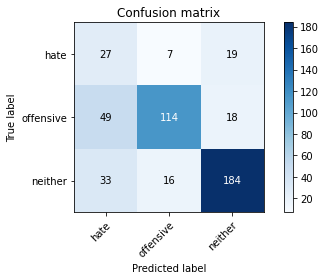 Confusion matrix
True label
hate 27 7 19
offensive 49 114 18
neither 33 16 184
hate offensive neither
Predicted label
180
160
140
120
100
80
60
40
20